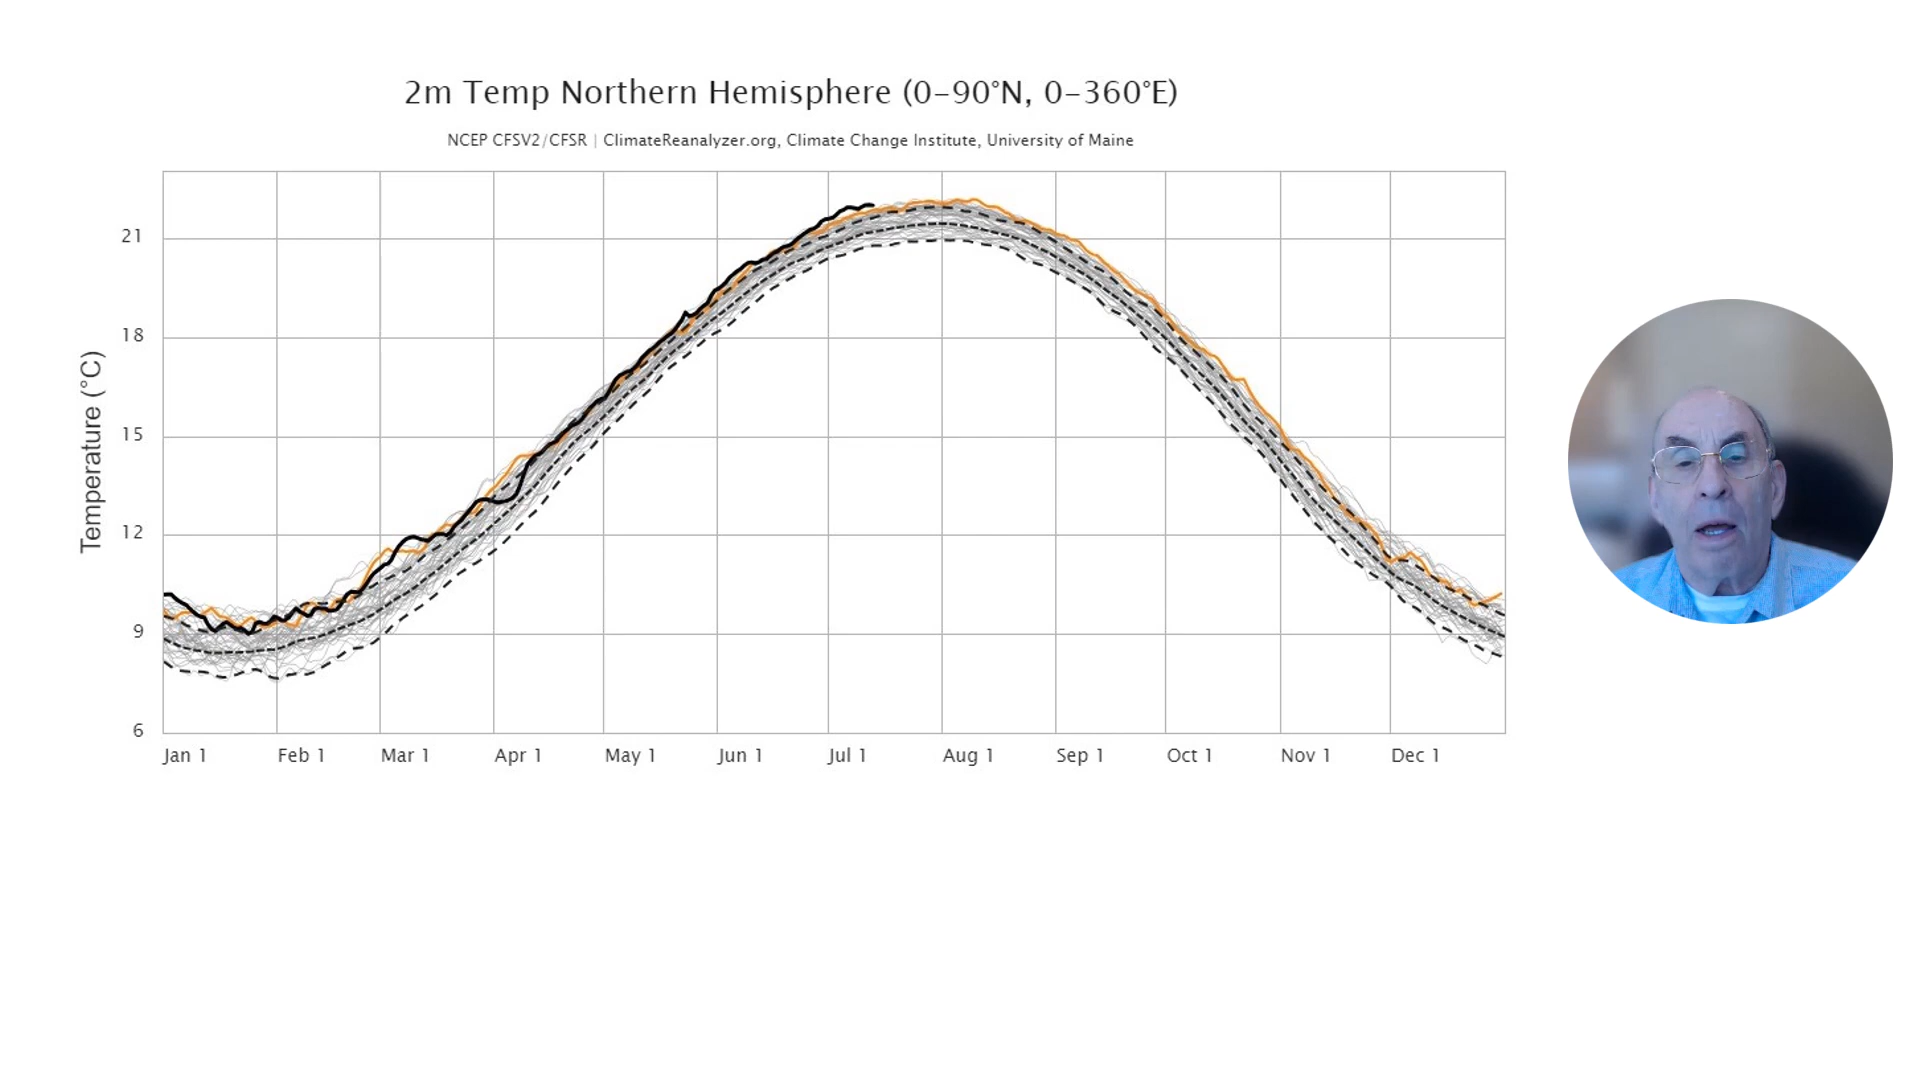 2m Temp Northern Hemisphere (0–90°N, 0–360°E)
NCEP CFSV2/CFSR | ClimateReanalyzer.org, Climate Change Institute, University of Maine
Temperature (°C)
21
18
15
12
9
6
Jan 1 Feb 1 Mar 1 Apr 1 May 1 Jun 1 Jul 1 Aug 1 Sep 1 Oct 1 Nov 1 Dec 1